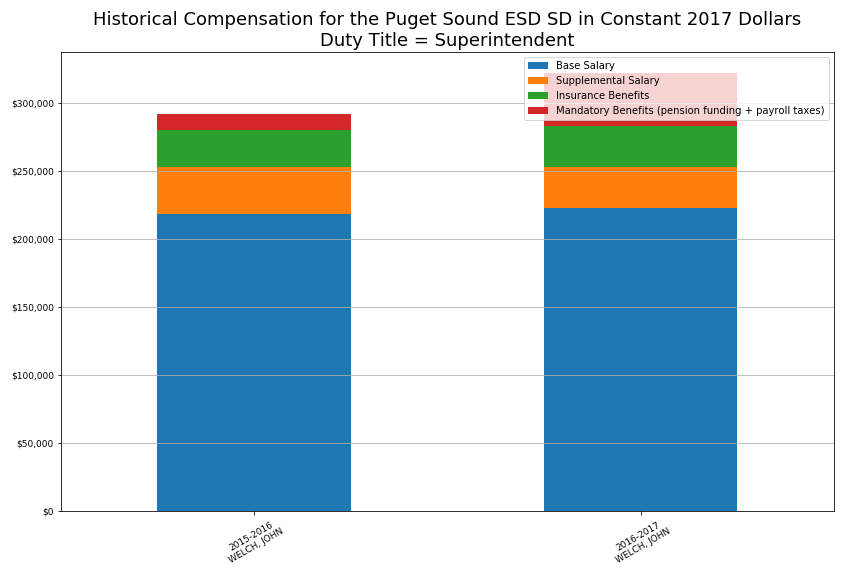 Historical Compensation for the Puget Sound ESD SD in Constant 2017 Dollars
Duty Title = Superintendent
Base Salary
Supplemental Salary
Insurance Benefits
Mandatory Benefits (pension funding + payroll taxes)
$300,000
$250,000
$200,000
$150,000
$100,000
$50,000
$0
2015-2016
WELCH, JOHN
2016-2017
WELCH, JOHN